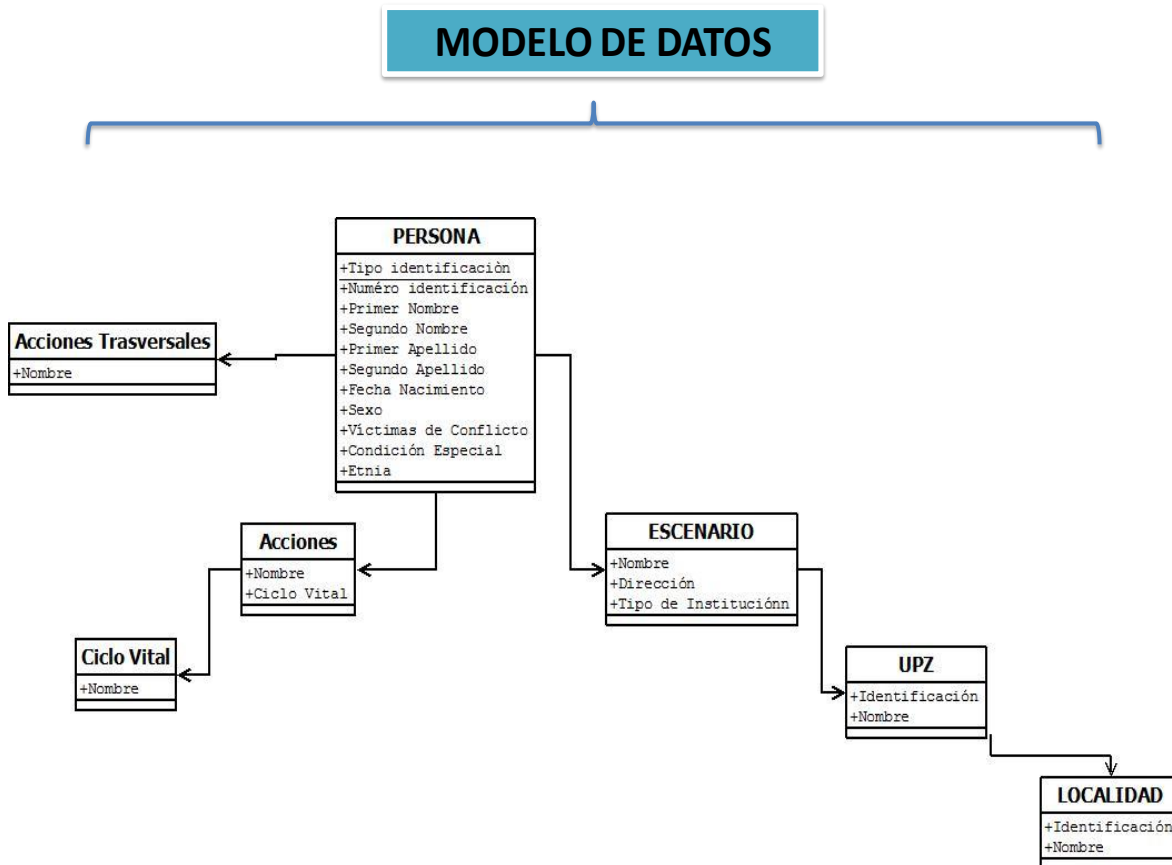 MODELO DE DATOS
PERSONA
+Tipo identificaciòn
+Numéro identificación
+Primer Nombre
+Segundo Nombre
+Primer Apellido
+Segundo Apellido
+Fecha Nacimiento
+Sexo
+Víctimas de Conflicto
+Condición Especial
+Etnia
Acciones Trasversales
+Nombre
Acciones
+Nombre
+Ciclo Vital
Ciclo Vital
+Nombre
ESCENARIO
+Nombre
+Dirección
+Tipo de Instituciónn
UPZ
+Identificación
+Nombre
LOCALIDAD
+Identificación
+Nombre